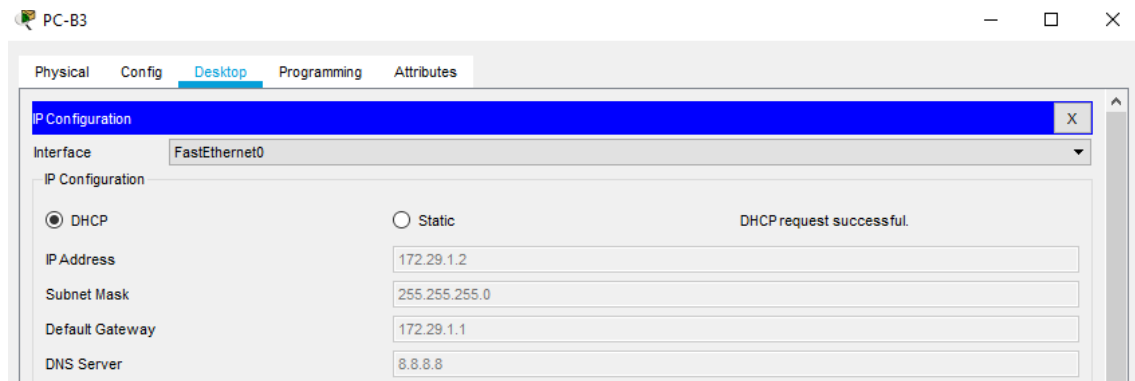 PC-B3
Physical Config Desktop Programming Attributes
IP Configuration X
Interface FastEthernet0
IP Configuration
DHCP Static DHCP request successful.
IP Address 172.29.1.2
Subnet Mask 255.255.255.0
Default Gateway 172.29.1.1
DNS Server 8.8.8.8